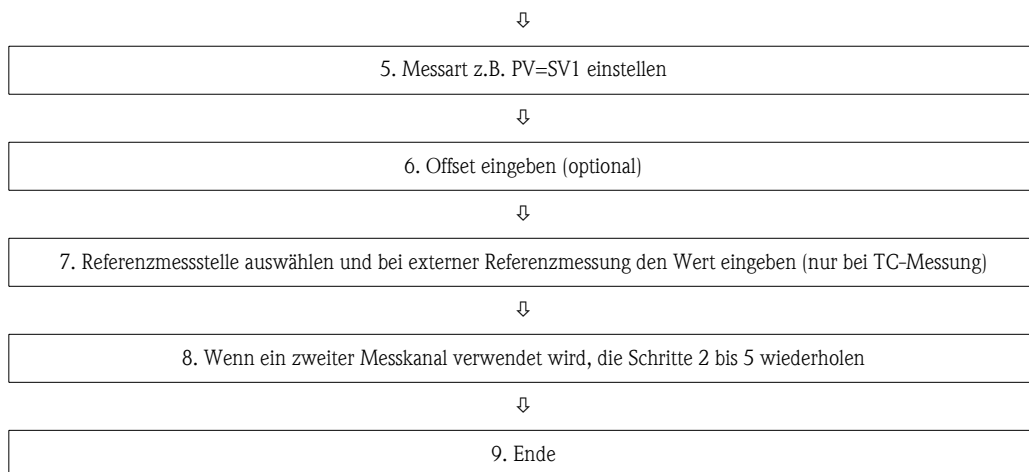 5. Messart z.B. PV=SV1 einstellen
6. Offset eingeben (optional)
7. Referenzmessstelle auswählen und bei externer Referenzmessung den Wert eingeben (nur bei TC-Messung)
8. Wenn ein zweiter Messkanal verwendet wird, die Schritte 2 bis 5 wiederholen
9. Ende